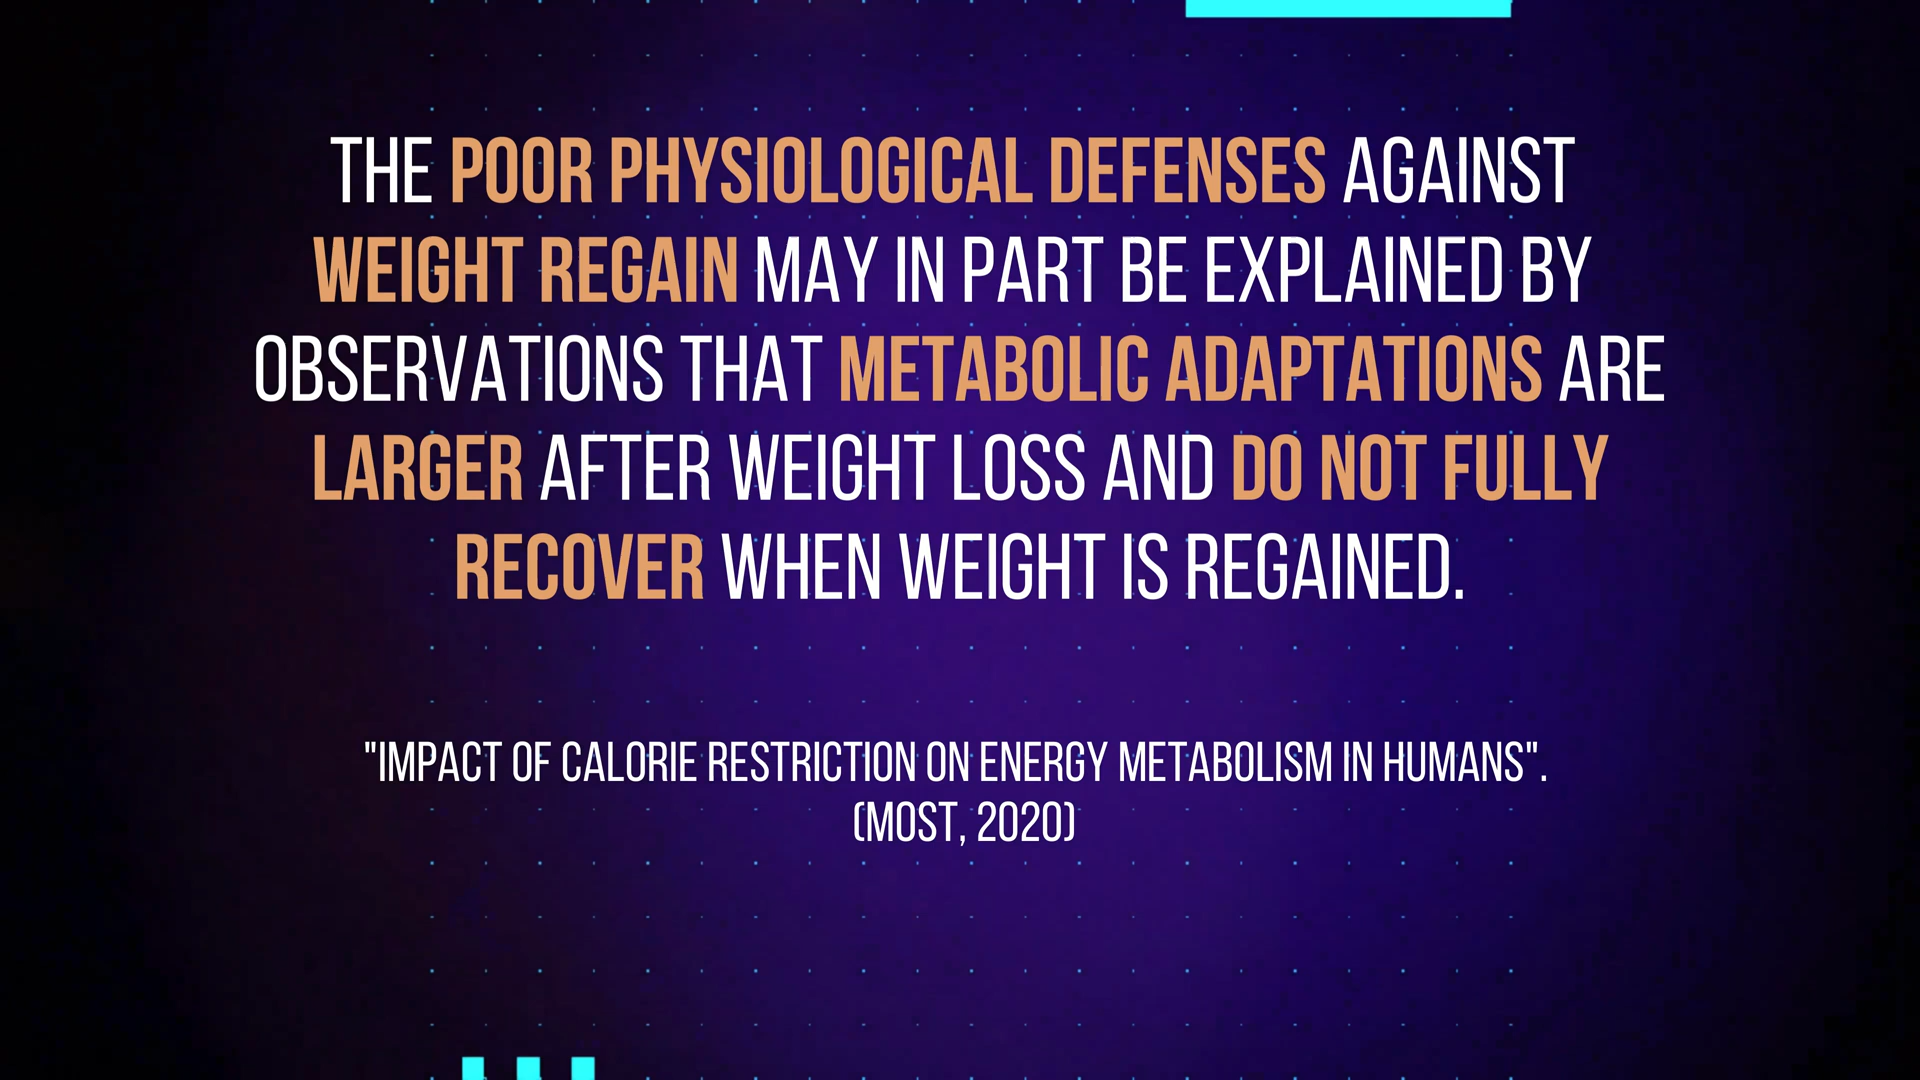 THE POOR PHYSIOLOGICAL DEFENSES AGAINST
WEIGHT REGAIN MAY IN PART BE EXPLAINED BY
OBSERVATIONS THAT METABOLIC ADAPTATIONS ARE
LARGER AFTER WEIGHT LOSS AND DO NOT FULLY
RECOVER WHEN WEIGHT IS REGAINED.
"IMPACT OF CALORIE RESTRICTION ON ENERGY METABOLISM IN HUMANS".
(MOST, 2020)